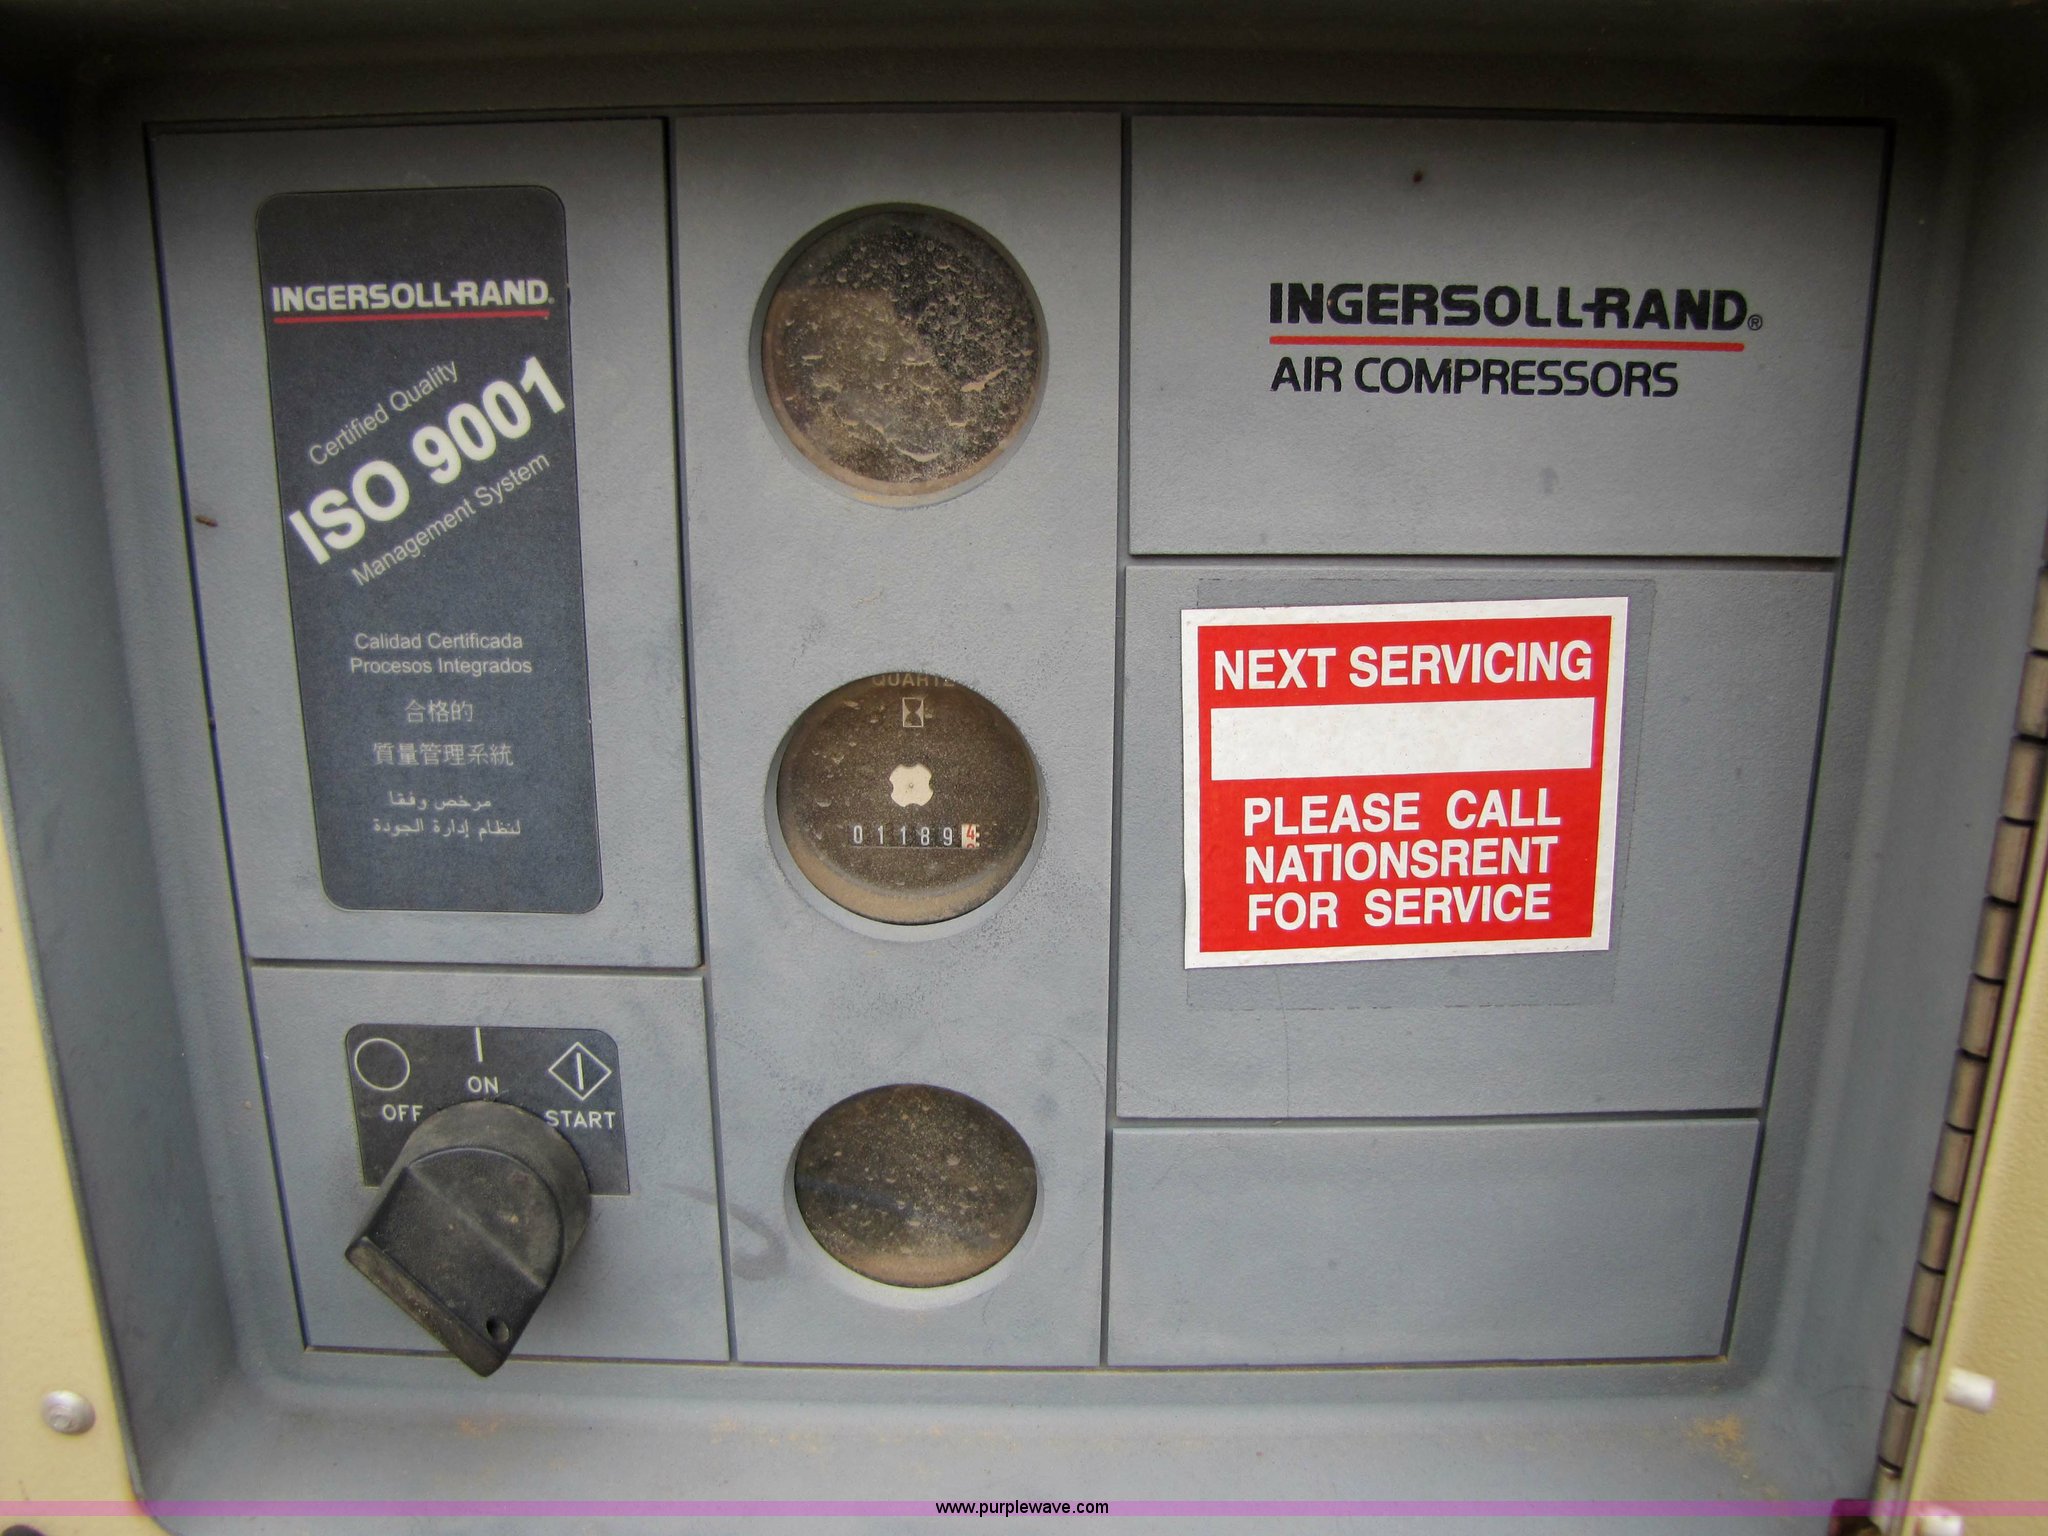 INGERSOLL-RAND®
Certified Quality
ISO 9001
Management System
Calidad Certificada
Procesos Integrados
合格的
質量管理系統
مرخص وفقا
لنظام إدارة الجودة
OFF
ON
START
QUARTZ
011894
INGERSOLL-RAND®
AIR COMPRESSORS
NEXT SERVICING
PLEASE CALL
NATIONSRENT
FOR SERVICE
www.purplewave.com